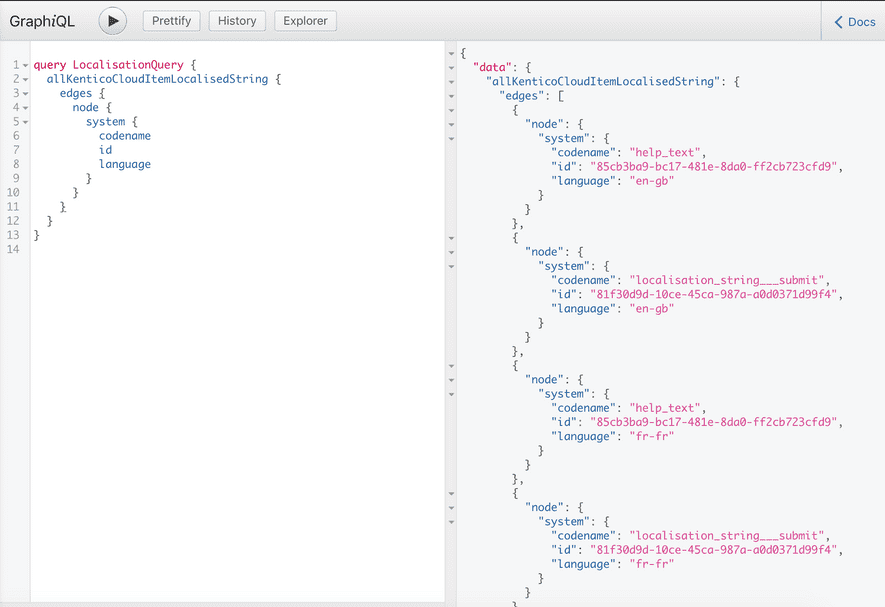 GraphiQL
Prettify
History
Explorer
Docs
1 query LocalisationQuery {
2 allKenticoCloudItemLocalisedString {
3 edges {
4 node {
5 system {
6 codename
7 id
8 language
9 }
10 }
11 }
12 }
13 }
14
{
"data": {
"allKenticoCloudItemLocalisedString": {
"edges": [
{
"node": {
"system": {
"codename": "help_text",
"id": "85cb3ba9-bc17-481e-8da0-ff2cb723cfd9",
"language": "en-gb"
}
}
},
{
"node": {
"system": {
"codename": "localisation_string___submit",
"id": "81f30d9d-10ce-45ca-987a-a0d0371d99f4",
"language": "en-gb"
}
}
},
{
"node": {
"system": {
"codename": "help_text",
"id": "85cb3ba9-bc17-481e-8da0-ff2cb723cfd9",
"language": "fr-fr"
}
}
},
{
"node": {
"system": {
"codename": "localisation_string___submit",
"id": "81f30d9d-10ce-45ca-987a-a0d0371d99f4",
"language": "fr-fr"
}
}
}